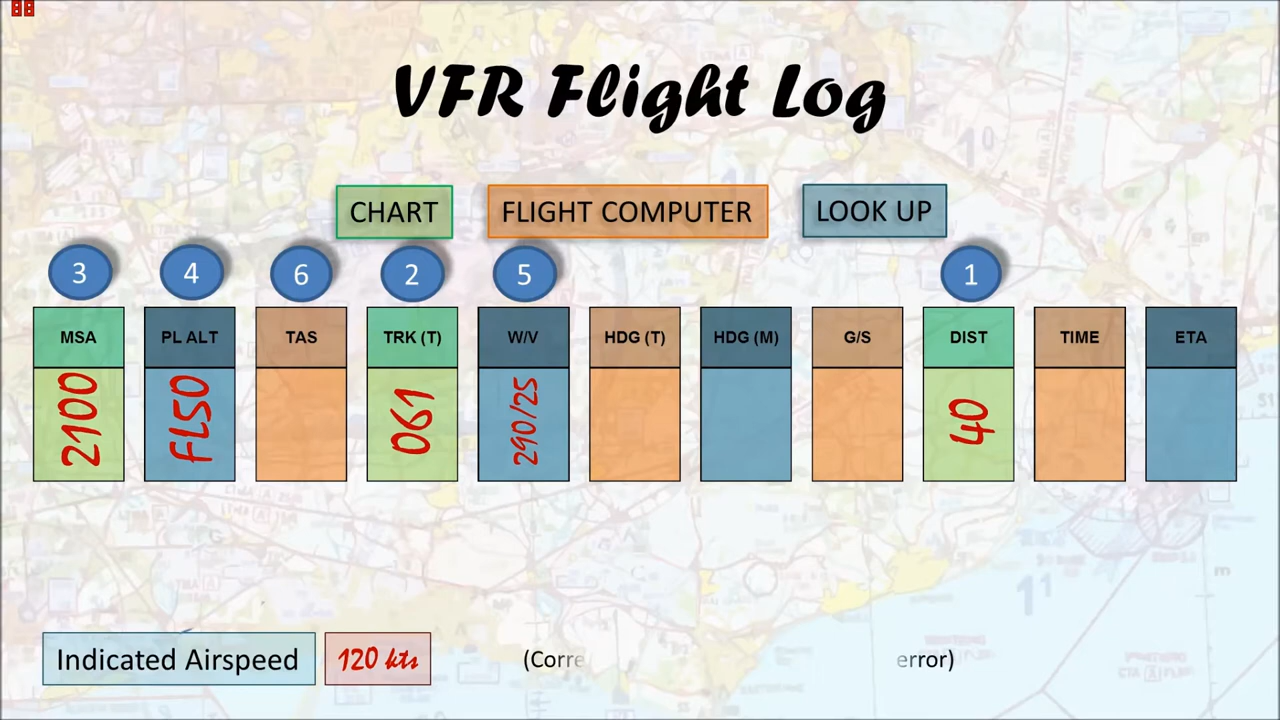 VFR Flight Log
CHART FLIGHT COMPUTER LOOK UP
3 4 6 2 5 1
MSA PL ALT TAS TRK (T) W/V HDG (T) HDG (M) G/S DIST TIME ETA
2100 FL50 061 290/25 40
Indicated Airspeed 120 kts (Corre error)